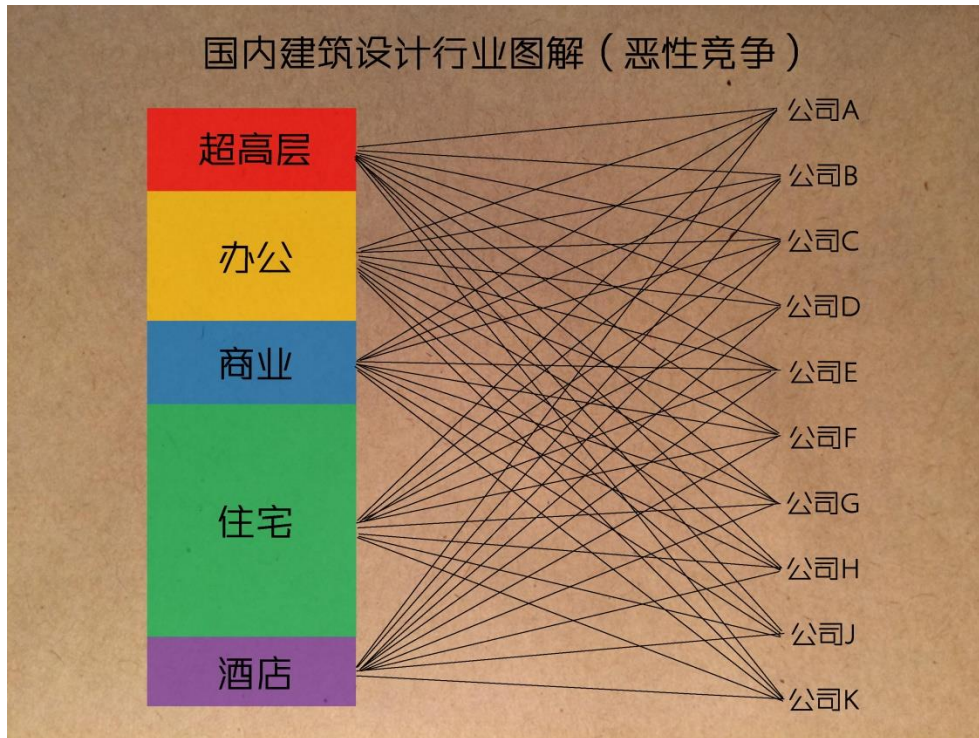 国内建筑设计行业图解（恶性竞争）
超高层
办公
商业
住宅
酒店
公司A
公司B
公司C
公司D
公司E
公司F
公司G
公司H
公司J
公司K